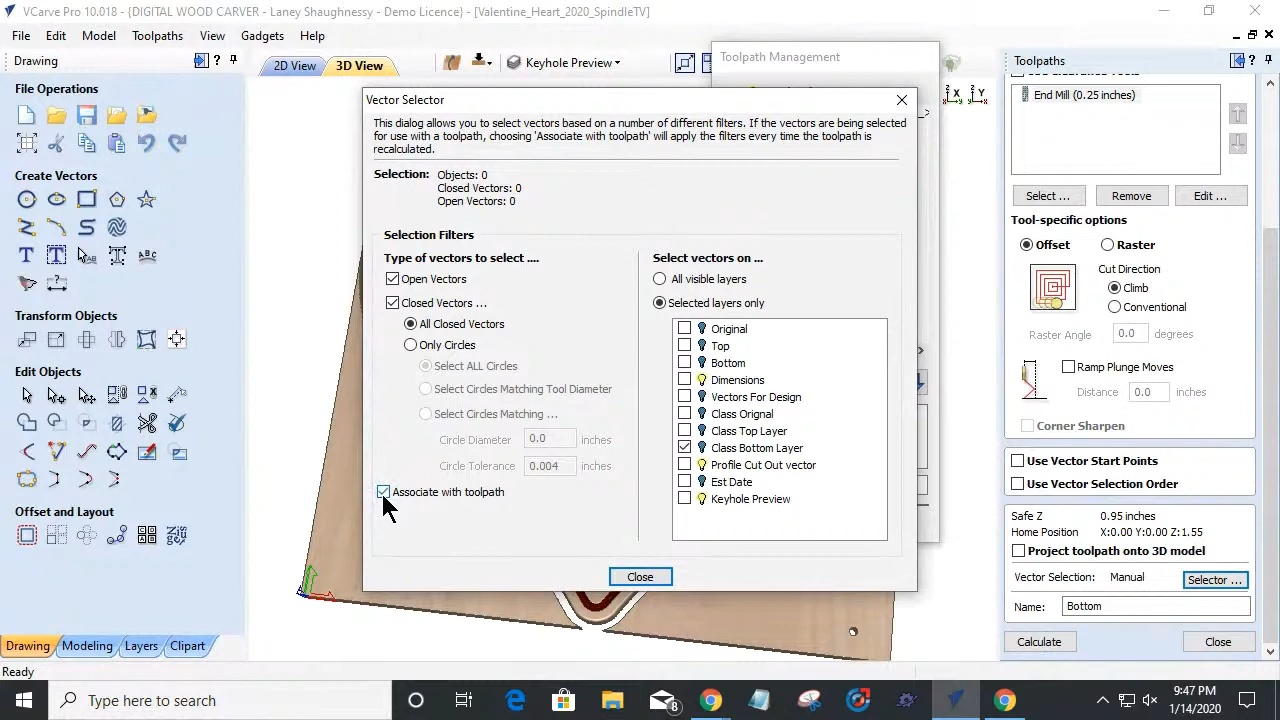 VCarve Pro 10.018 - {DIGITAL WOOD CARVER - Laney Shaughnessy - Demo Licence} - [Valentine_Heart_2020_SpindleTV]
File Edit Model Toolpaths View Gadgets Help
Drawing
2D View 3D View
Keyhole Preview
Toolpath Management
Toolpaths
File Operations
Create Vectors
Transform Objects
Edit Objects
Offset and Layout
Drawing Modeling Layers Clipart
Ready
Vector Selector
This dialog allows you to select vectors based on a number of different filters. If the vectors are being selected
for use with a toolpath, choosing 'Associate with toolpath' will apply the filters every time the toolpath is
recalculated.
Selection: Objects: 0
Closed Vectors: 0
Open Vectors: 0
Selection Filters
Type of vectors to select ....
Open Vectors
Closed Vectors ...
All Closed Vectors
Only Circles
Select ALL Circles
Select Circles Matching Tool Diameter
Select Circles Matching ...
Circle Diameter 0.0 inches
Circle Tolerance 0.004 inches
Associate with toolpath
Select vectors on ...
All visible layers
Selected layers only
Original
Top
Bottom
Dimensions
Vectors For Design
Class Orignal
Class Top Layer
Class Bottom Layer
Profile Cut Out vector
Est Date
Keyhole Preview
Close
X Y
End Mill (0.25 inches)
Select ... Remove Edit ...
Tool-specific options
Offset Raster
Cut Direction
Climb
Conventional
Raster Angle 0.0 degrees
Ramp Plunge Moves
Distance 0.0 inches
Corner Sharpen
Use Vector Start Points
Use Vector Selection Order
Safe Z 0.95 inches
Home Position X:0.00 Y:0.00 Z:1.55
Project toolpath onto 3D model
Vector Selection: Manual Selector ...
Name: Bottom
Calculate Close
Type here to search
8
9:47 PM
1/14/2020